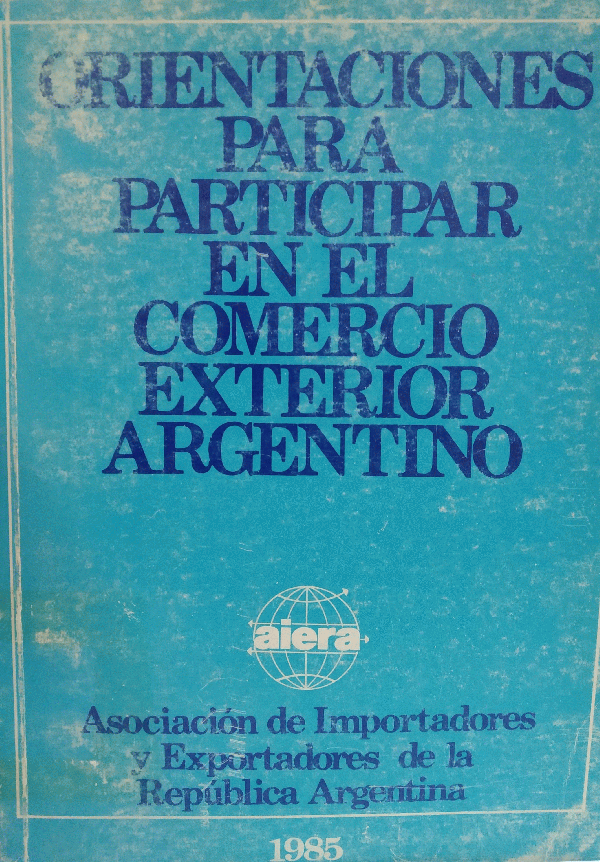 ORIENTACIONES
PARA
PARTICIPAR
EN EL
COMERCIO
EXTERIOR
ARGENTINO
aiera
Asociación de Importadores
y Exportadores de la
República Argentina
1985